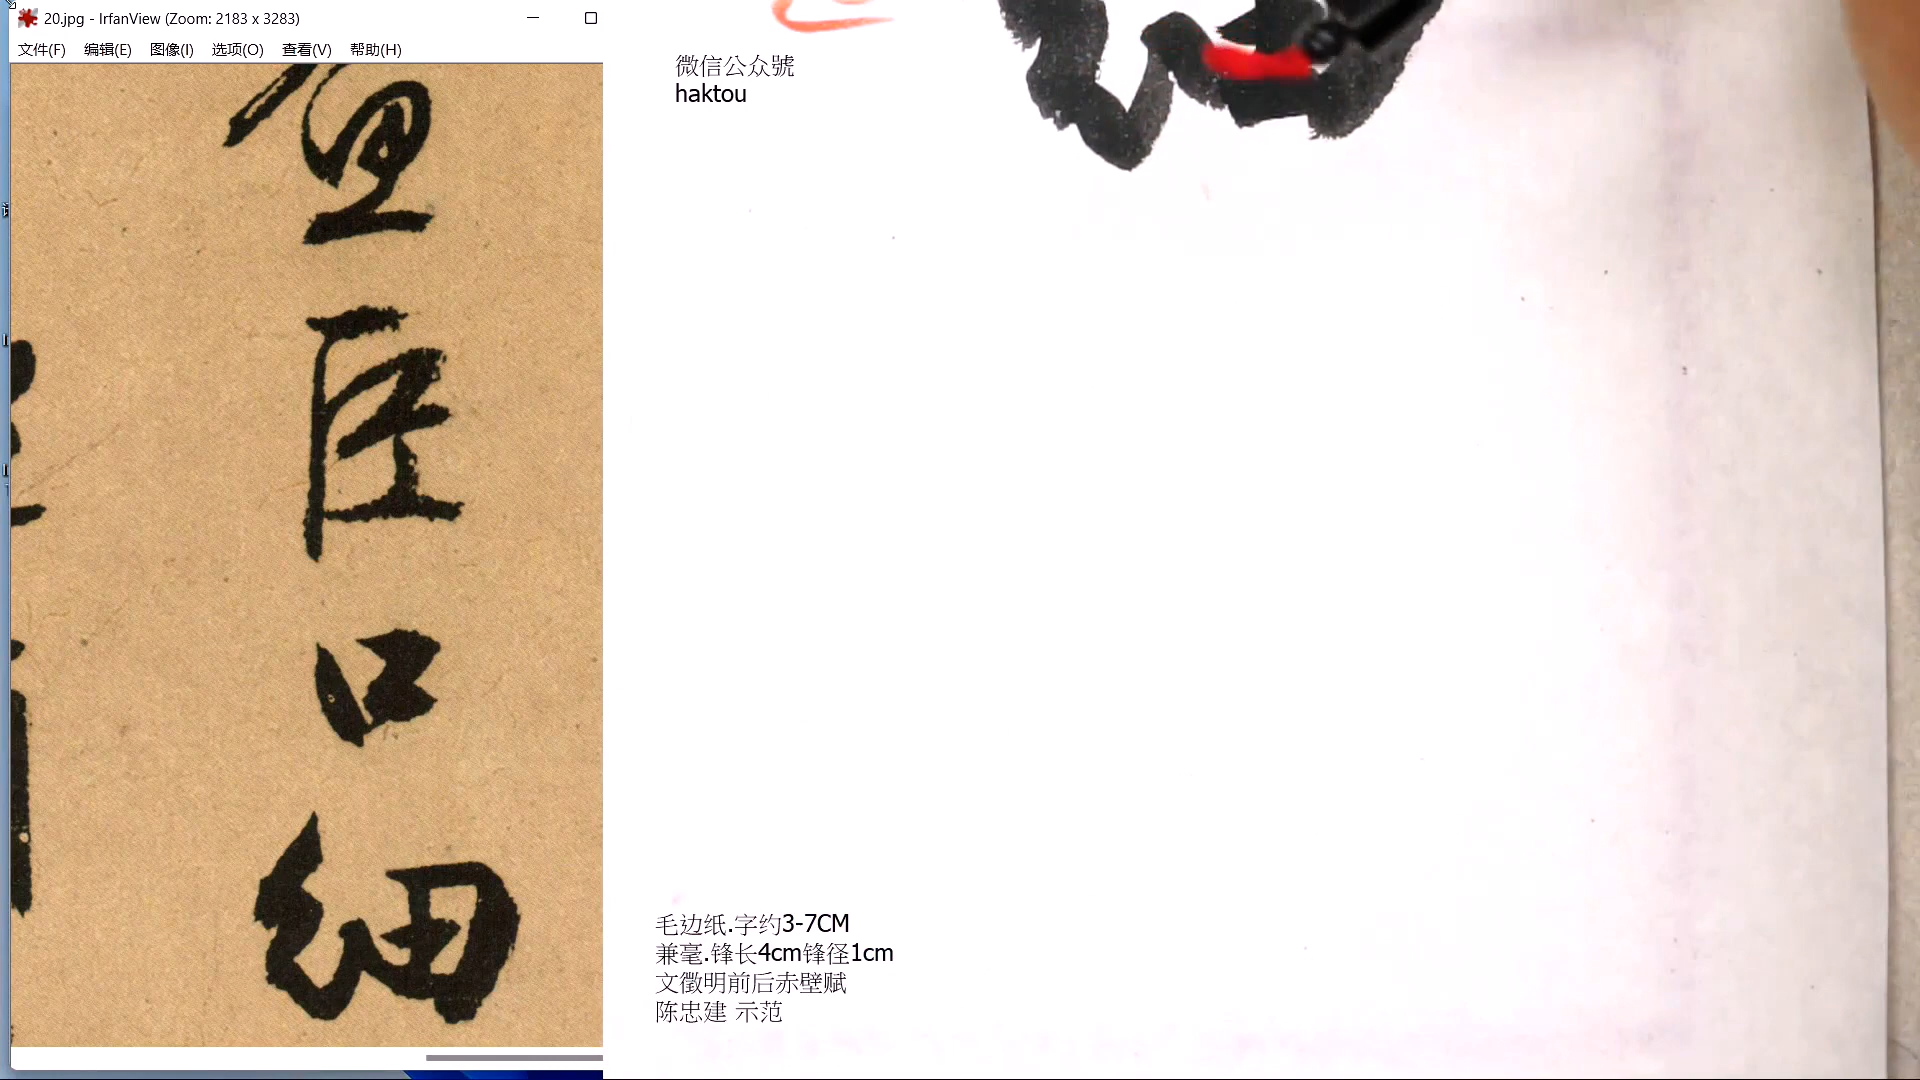 20.jpg - IrfanView (Zoom: 2183 x 3283)
文件(F) 编辑(E) 图像(I) 选项(O) 查看(V) 帮助(H)
臣
口
细
微信公众號
haktou
毛边纸.字约3-7CM
兼毫.锋长4cm锋径1cm
文徵明前后赤壁赋
陈忠建 示范